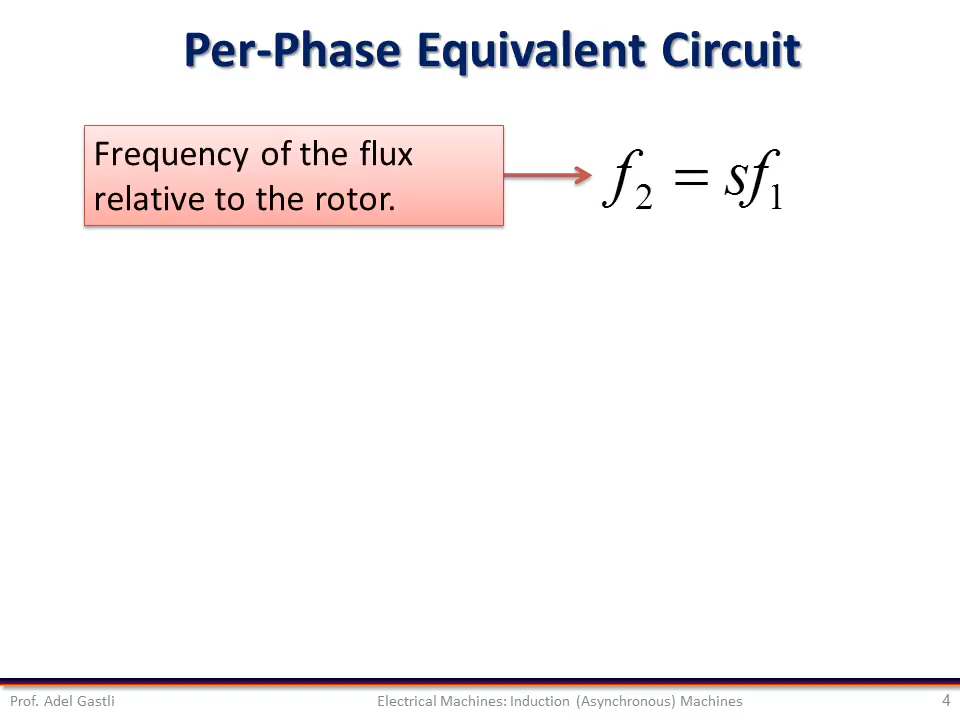 Per-Phase Equivalent Circuit
Frequency of the flux
relative to the rotor.
f₂ = sf₁
Prof. Adel Gastli
Electrical Machines: Induction (Asynchronous) Machines
4